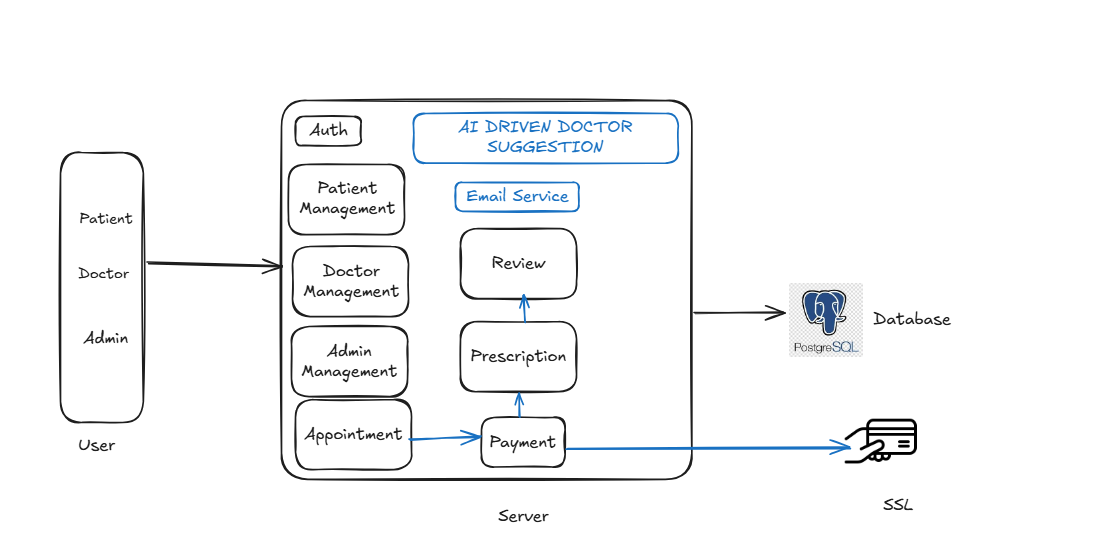 Patient
Doctor
Admin
User
Auth
Patient
Management
Doctor
Management
Admin
Management
Appointment
AI DRIVEN DOCTOR
SUGGESTION
Email Service
Review
Prescription
Payment
Server
PostgreSQL
Database
SSL